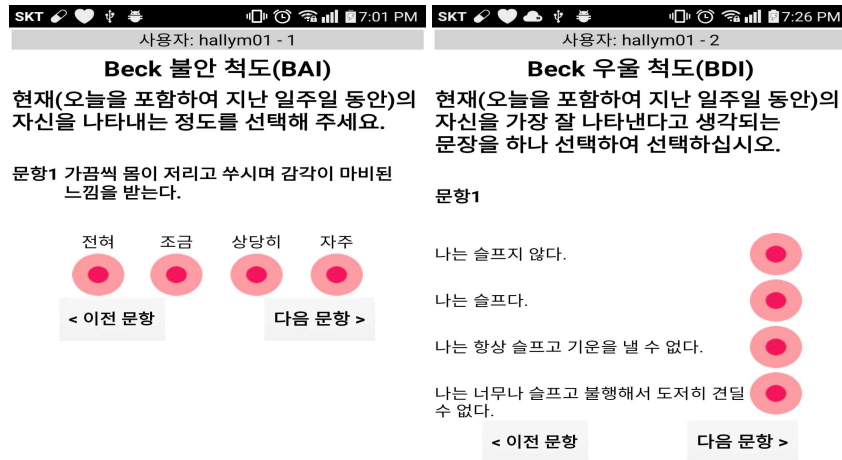 SKT 7:01 PM
사용자: hallym01 - 1
Beck 불안 척도(BAI)
현재(오늘을 포함하여 지난 일주일 동안)의
자신을 나타내는 정도를 선택해 주세요.
문항1 가끔씩 몸이 저리고 쑤시며 감각이 마비된
느낌을 받는다.
전혀 조금 상당히 자주
< 이전 문항 다음 문항 >
SKT 7:26 PM
사용자: hallym01 - 2
Beck 우울 척도(BDI)
현재(오늘을 포함하여 지난 일주일 동안)의
자신을 가장 잘 나타낸다고 생각되는
문장을 하나 선택하여 선택하십시오.
문항1
나는 슬프지 않다.
나는 슬프다.
나는 항상 슬프고 기운을 낼 수 없다.
나는 너무나 슬프고 불행해서 도저히 견딜
수 없다.
< 이전 문항 다음 문항 >